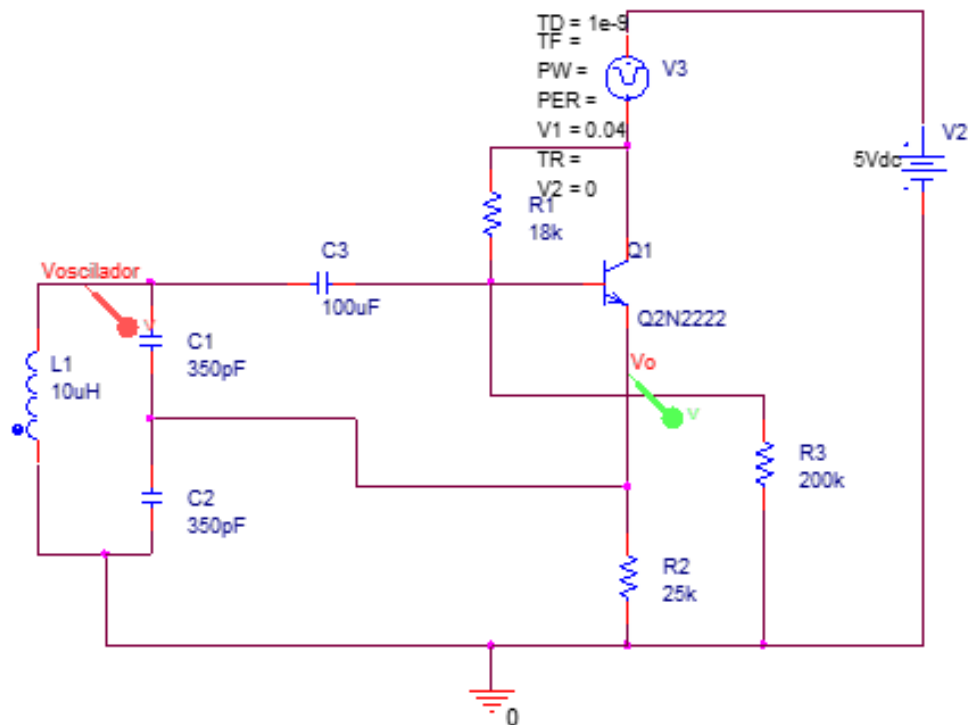 TD = 1e-9
TF =
PW =
PER =
V1 = 0.04
TR =
V2 = 0
V3
V2
5Vdc
R1
18k
C3
100uF
Q1
Q2N2222
Voscilador
V
C1
350pF
L1
10uH
Vo
V
R3
200k
C2
350pF
R2
25k
0